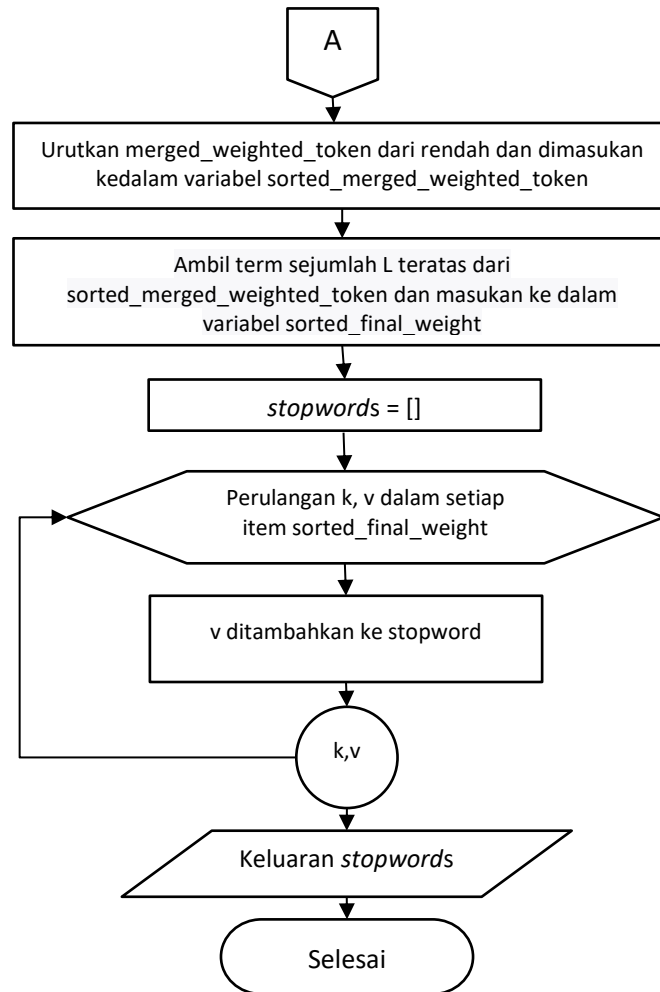 A
Urutkan merged_weighted_token dari rendah dan dimasukan
kedalam variabel sorted_merged_weighted_token
Ambil term sejumlah L teratas dari
sorted_merged_weighted_token dan masukan ke dalam
variabel sorted_final_weight
stopwords = []
Perulangan k, v dalam setiap
item sorted_final_weight
v ditambahkan ke stopword
k,v
Keluaran stopwords
Selesai